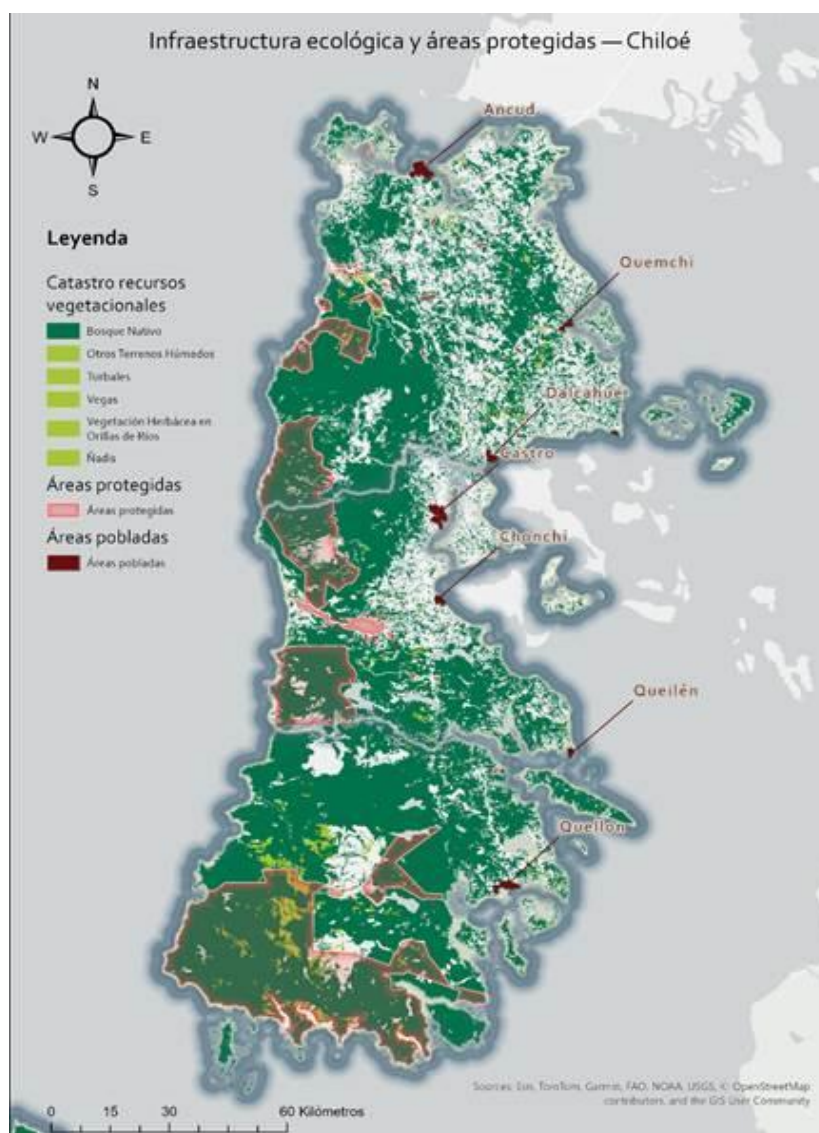 Infraestructura ecológica y áreas protegidas — Chiloé
N
W E
S
Ancud
Leyenda
Catastro recursos
vegetacionales
Bosque Nativo
Otros Terrenos Húmedos
Turbales
Vegas
Vegetación Herbácea en
Orillas de Ríos
Ñadis
Áreas protegidas
Áreas protegidas
Áreas pobladas
Áreas pobladas
Quemchi
Dalcahue
Castro
Chonchi
Queilén
Quellón
Sources: Esri, TomTom, Garmin, FAO, NOAA, USGS, © OpenStreetMap
contributors, and the GIS User Community
0 15 30 60 Kilómetros